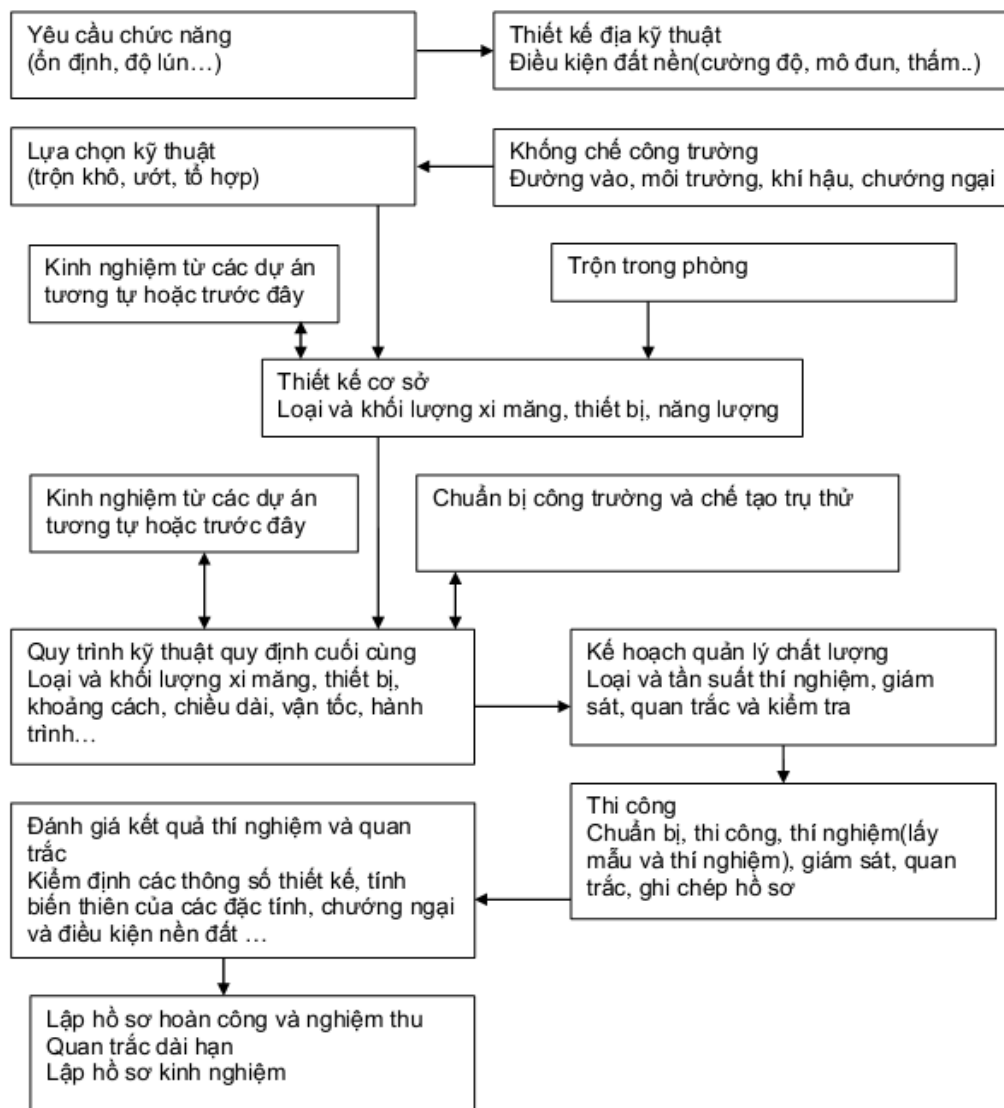 Yêu cầu chức năng
(ổn định, độ lún…)
Thiết kế địa kỹ thuật
Điều kiện đất nền(cường độ, mô đun, thấm..)
Lựa chọn kỹ thuật
(trộn khô, ướt, tổ hợp)
Khống chế công trường
Đường vào, môi trường, khí hậu, chướng ngại
Kinh nghiệm từ các dự án
tương tự hoặc trước đây
Trộn trong phòng
Thiết kế cơ sở
Loại và khối lượng xi măng, thiết bị, năng lượng
Kinh nghiệm từ các dự án
tương tự hoặc trước đây
Chuẩn bị công trường và chế tạo trụ thử
Quy trình kỹ thuật quy định cuối cùng
Loại và khối lượng xi măng, thiết bị,
khoảng cách, chiều dài, vận tốc, hành
trình…
Kế hoạch quản lý chất lượng
Loại và tần suất thí nghiệm, giám
sát, quan trắc và kiểm tra
Thi công
Chuẩn bị, thi công, thí nghiệm(lấy
mẫu và thí nghiệm), giám sát, quan
trắc, ghi chép hồ sơ
Đánh giá kết quả thí nghiệm và quan
trắc
Kiểm định các thông số thiết kế, tính
biến thiên của các đặc tính, chướng ngại
và điều kiện nền đất …
Lập hồ sơ hoàn công và nghiệm thu
Quan trắc dài hạn
Lập hồ sơ kinh nghiệm